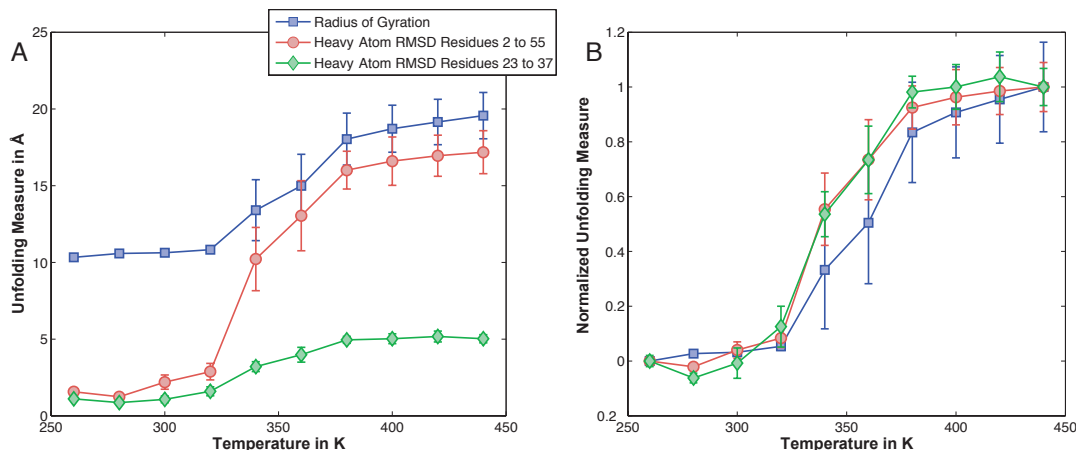 A
Radius of Gyration
Heavy Atom RMSD Residues 2 to 55
Heavy Atom RMSD Residues 23 to 37
Unfolding Measure in Å
25
20
15
10
5
0
250 300 350 400 450
Temperature in K
B
Normalized Unfolding Measure
1.2
1
0.8
0.6
0.4
0.2
0
0.2
250 300 350 400 450
Temperature in K